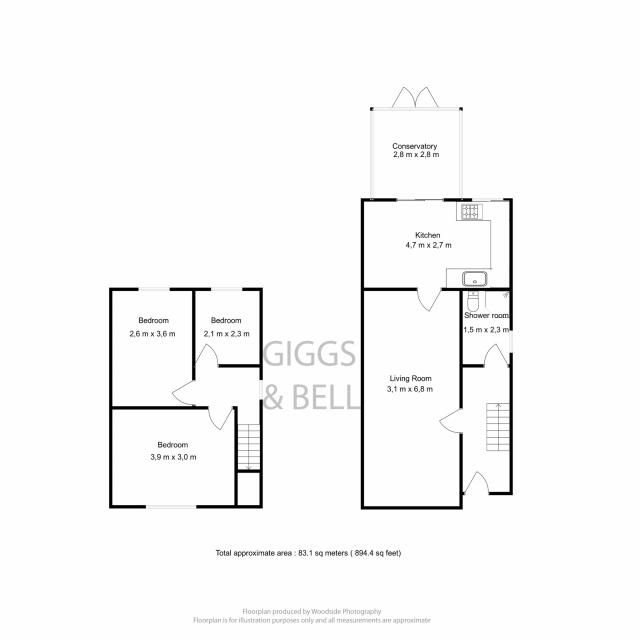 Conservatory
2,8 m x 2,8 m
Kitchen
4,7 m x 2,7 m
Bedroom
2,6 m x 3,6 m
Bedroom
2,1 m x 2,3 m
Shower room
1,5 m x 2,3 m
GIGGS
& BELL
Living Room
3,1 m x 6,8 m
Bedroom
3,9 m x 3,0 m
Total approximate area : 83.1 sq meters ( 894.4 sq feet)
Floorplan produced by Woodside Photography
Floorplan is for illustration purposes only and all measurements are approximate